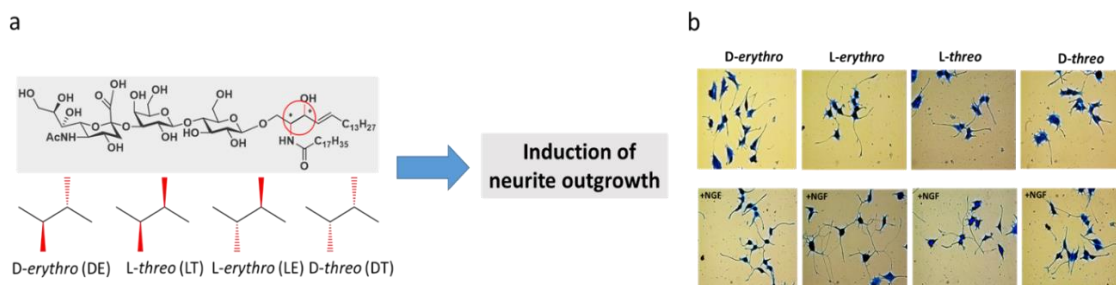 a
OH
OH
HO
OH
O
OH
OH
OH
OH
O
O
O
O
O
O
O
OH
*
*
C13H27
AcNH
OH
HO
OH
OH
HN
C17H35
O
D-erythro (DE)
L-threo (LT)
L-erythro (LE)
D-threo (DT)
Induction of
neurite outgrowth
b
D-erythro
L-erythro
L-threo
D-threo
+NGF
+NGF
+NGF
+NGF